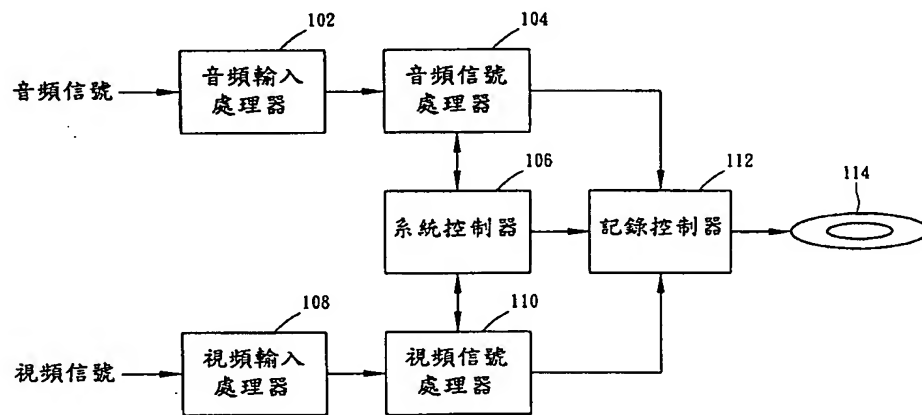 102
104
音頻信號
音頻輸入
處理器
音頻信號
處理器
106
112
114
系統控制器
記錄控制器
108
110
視頻信號
視頻輸入
處理器
視頻信號
處理器